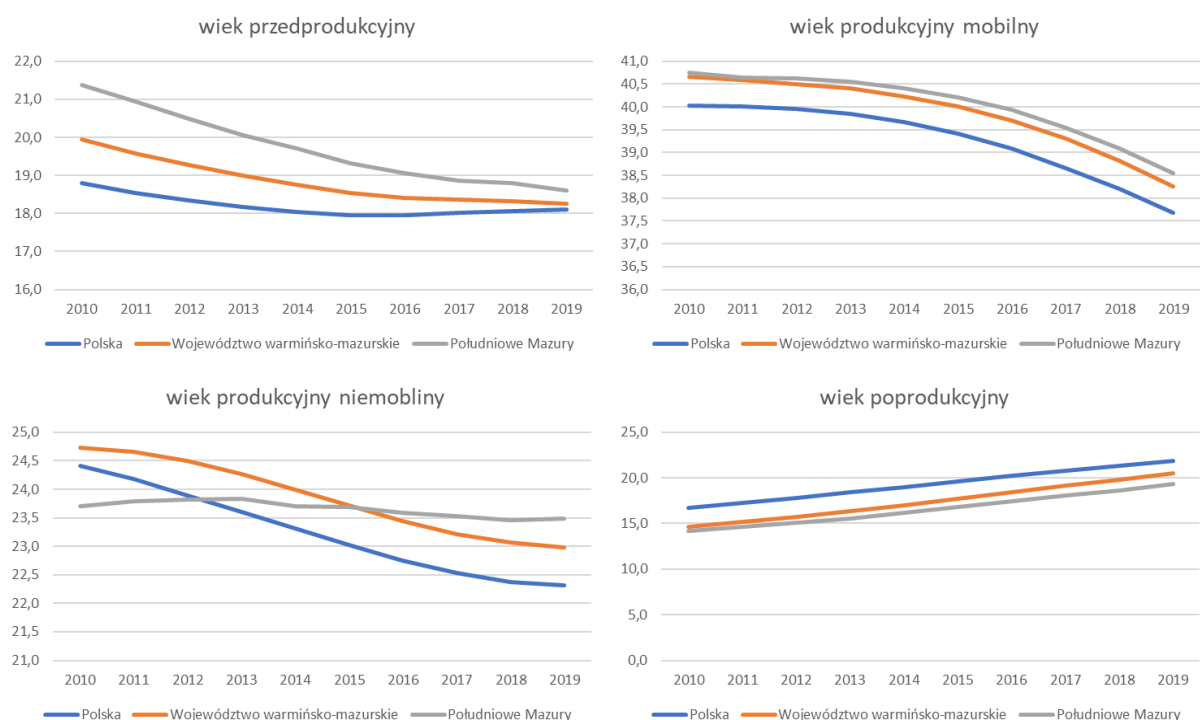 wiek przedprodukcyjny
22,0
21,0
20,0
19,0
18,0
17,0
16,0
2010 2011 2012 2013 2014 2015 2016 2017 2018 2019
Polska Województwo warmińsko-mazurskie Południowe Mazury
wiek produkcyjny mobilny
41,0
40,5
40,0
39,5
39,0
38,5
38,0
37,5
37,0
36,5
36,0
2010 2011 2012 2013 2014 2015 2016 2017 2018 2019
Polska Województwo warmińsko-mazurskie Południowe Mazury
wiek produkcyjny niemobliny
25,0
24,5
24,0
23,5
23,0
22,5
22,0
21,5
21,0
2010 2011 2012 2013 2014 2015 2016 2017 2018 2019
Polska Województwo warmińsko-mazurskie Południowe Mazury
wiek poprodukcyjny
25,0
20,0
15,0
10,0
5,0
0,0
2010 2011 2012 2013 2014 2015 2016 2017 2018 2019
Polska Województwo warmińsko-mazurskie Południowe Mazury